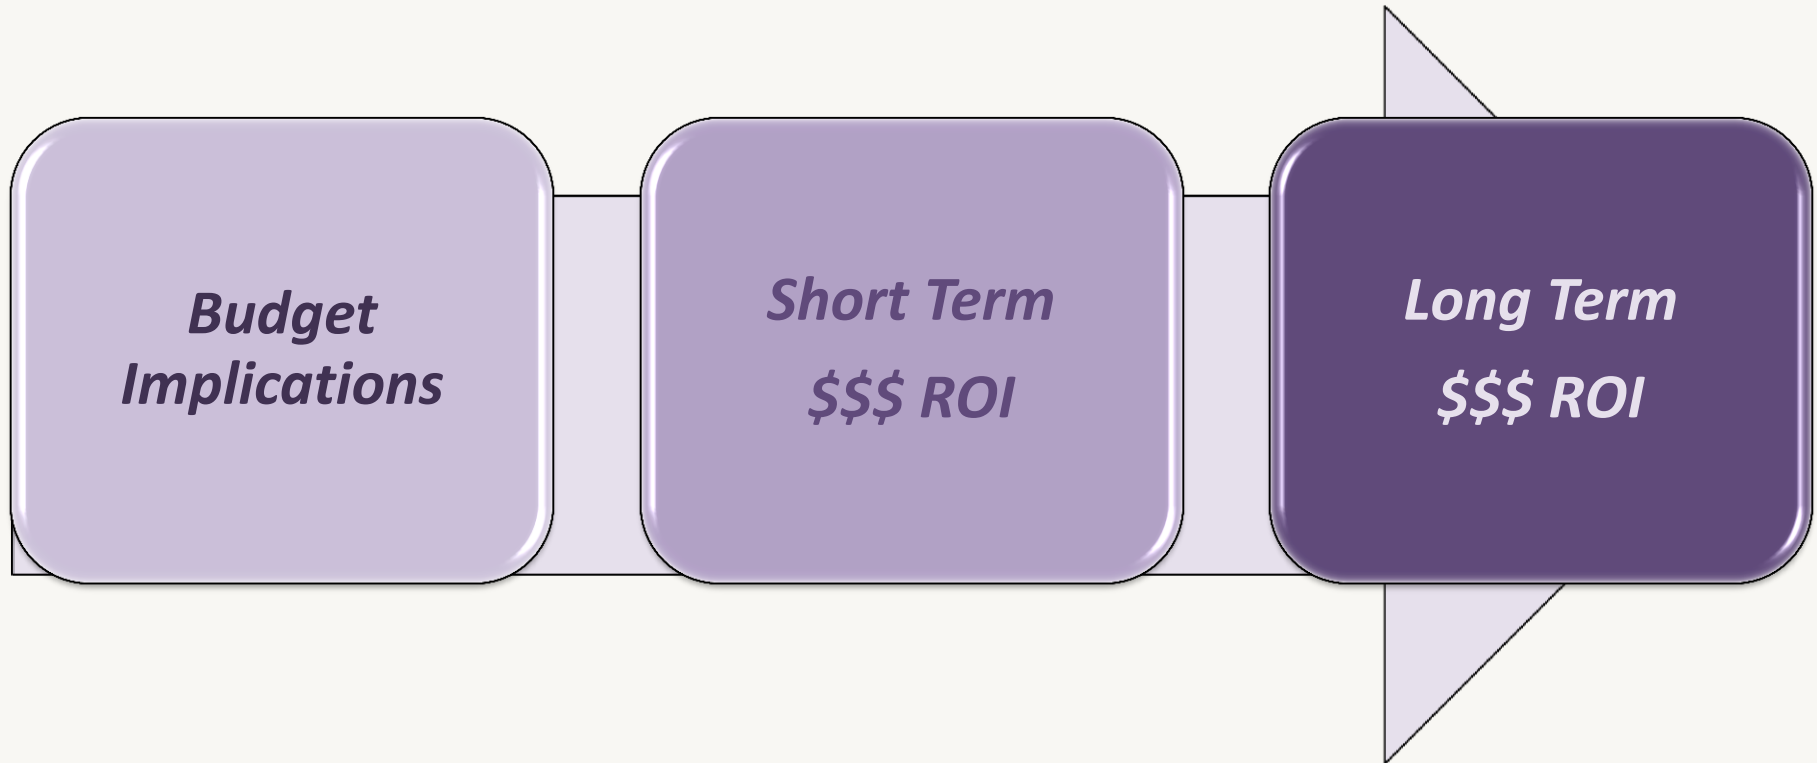 Budget
Implications
Short Term
$$$ ROI
Long Term
$$$ ROI